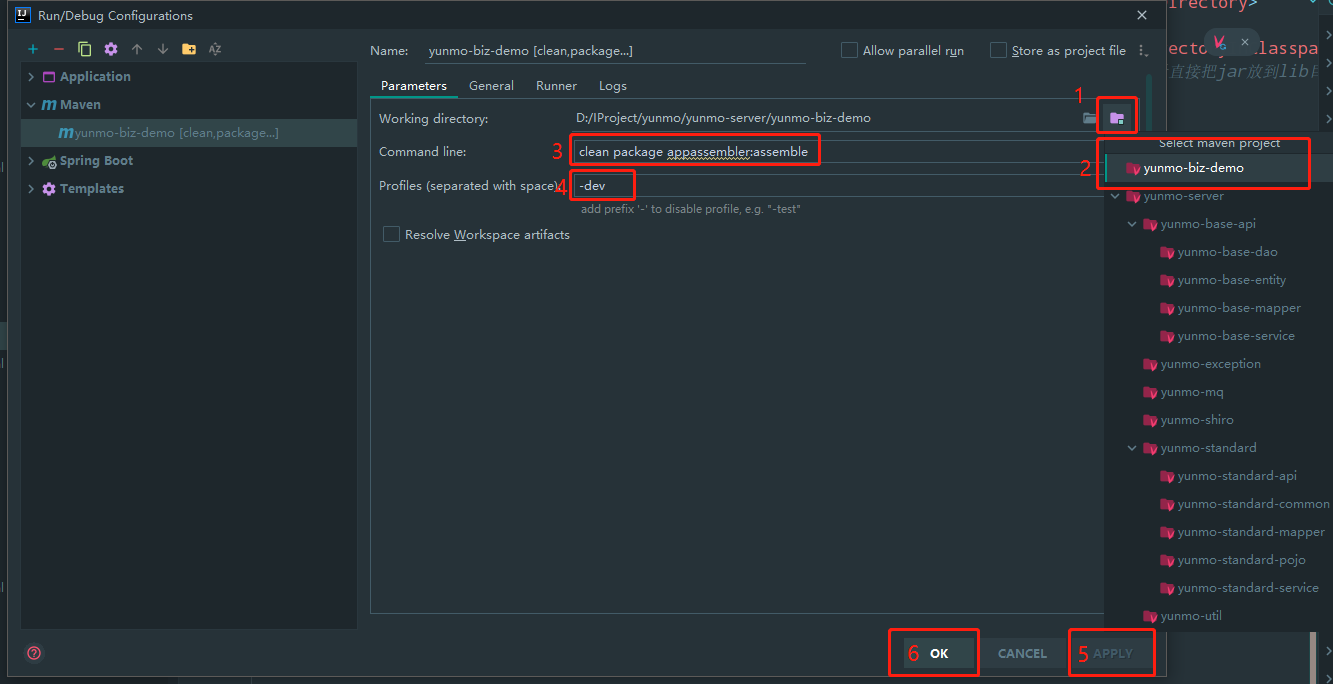 Run/Debug Configurations
irectory>
Name: yunmo-biz-demo [clean,package...]
Allow parallel run
Store as project file
Application
Maven
yunmo-biz-demo [clean,package...]
Spring Boot
Templates
Parameters
General
Runner
Logs
Working directory: D:/IProject/yunmo/yunmo-server/yunmo-biz-demo
1
Command line: 3 clean package appassembler:assemble
Profiles (separated with space): 4 -dev
add prefix '-' to disable profile, e.g. "-test"
Resolve Workspace artifacts
直接把jar放到lib
Select maven project
2
yunmo-biz-demo
yunmo-server
yunmo-base-api
yunmo-base-dao
yunmo-base-entity
yunmo-base-mapper
yunmo-base-service
yunmo-exception
yunmo-mq
yunmo-shiro
yunmo-standard
yunmo-standard-api
yunmo-standard-common
yunmo-standard-mapper
yunmo-standard-pojo
yunmo-standard-service
yunmo-util
6 OK
CANCEL
5 APPLY